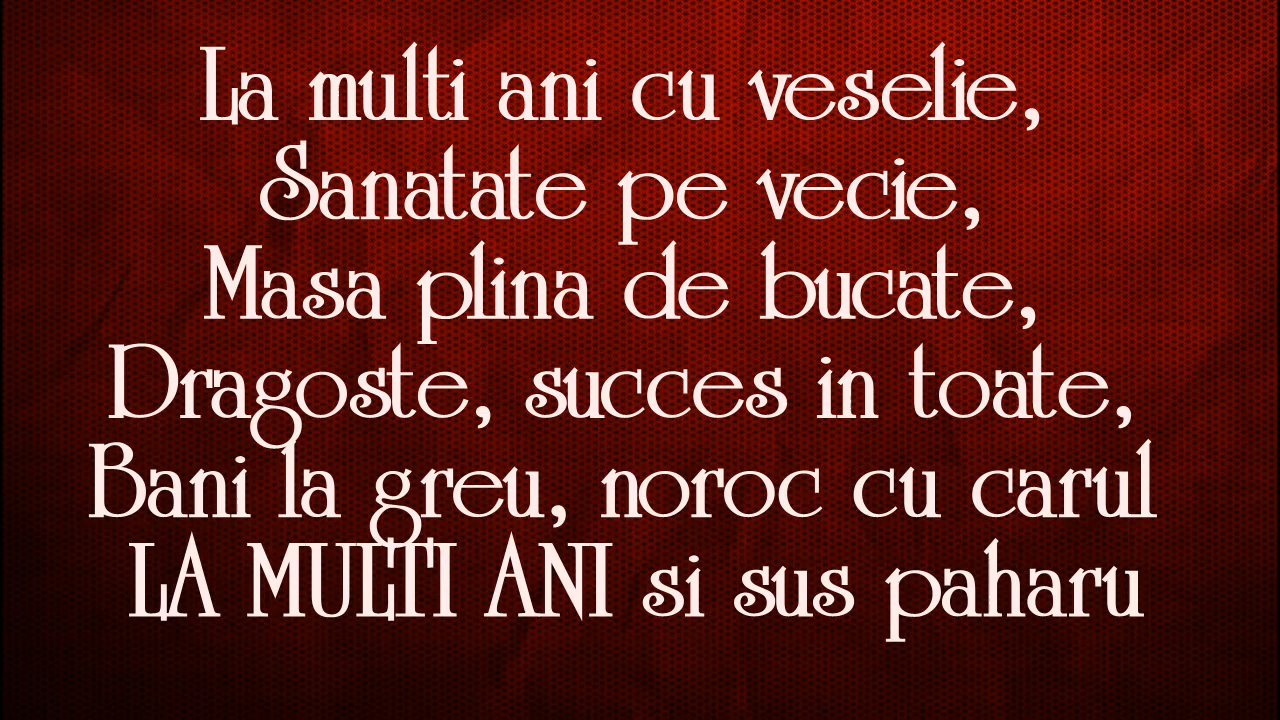 La multi ani cu veselie,
Sanatate pe vecie,
Masa plina de bucate,
Dragoste, succes in toate,
Bani la greu, noroc cu carul
LA MULTI ANI si sus paharu